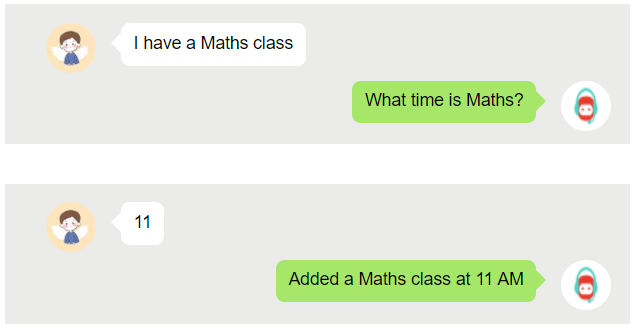 I have a Maths class
What time is Maths?
11
Added a Maths class at 11 AM